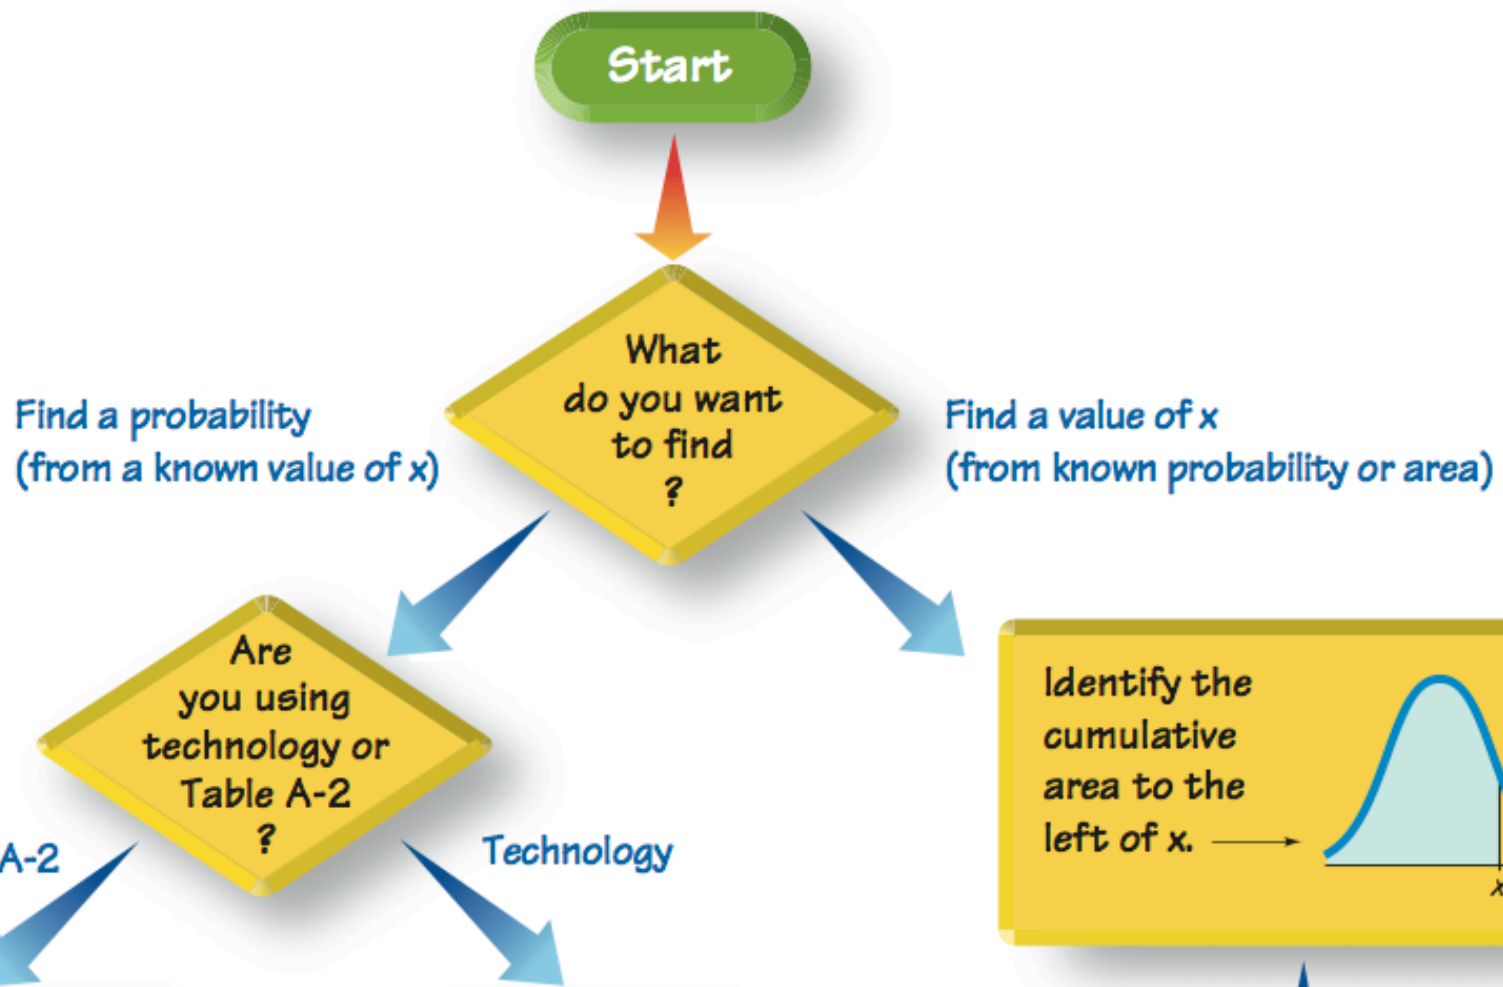 Start
What
do you want
to find
?
Find a probability
(from a known value of x)
Find a value of x
(from known probability or area)
Are
you using
technology or
Table A-2
?
A-2
Technology
Identify the
cumulative
area to the
left of x.
x